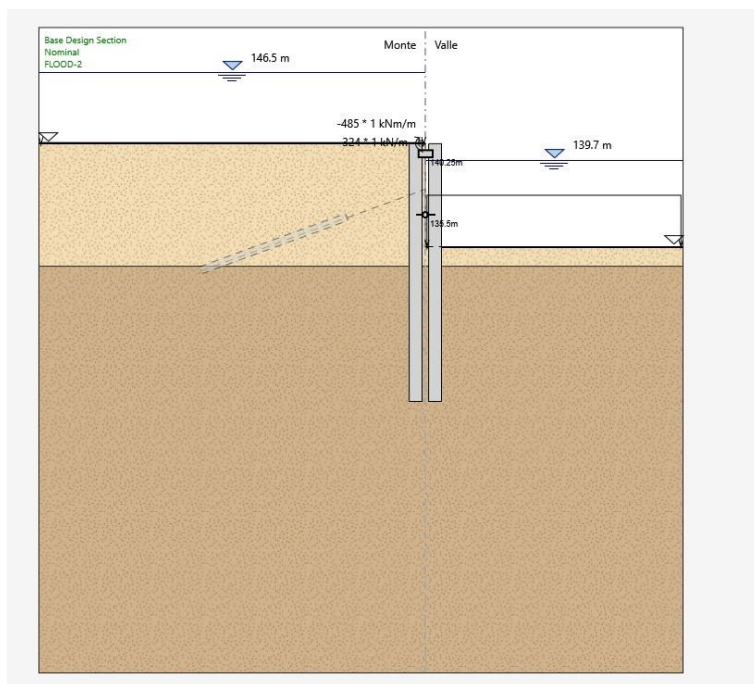 Base Design Section
Nominal
FLOOD-2
Monte
Valle
146.5 m
-485 * 1 kNm/m
-324 * 1 kN/m
139.7 m
140.25m
135.5m